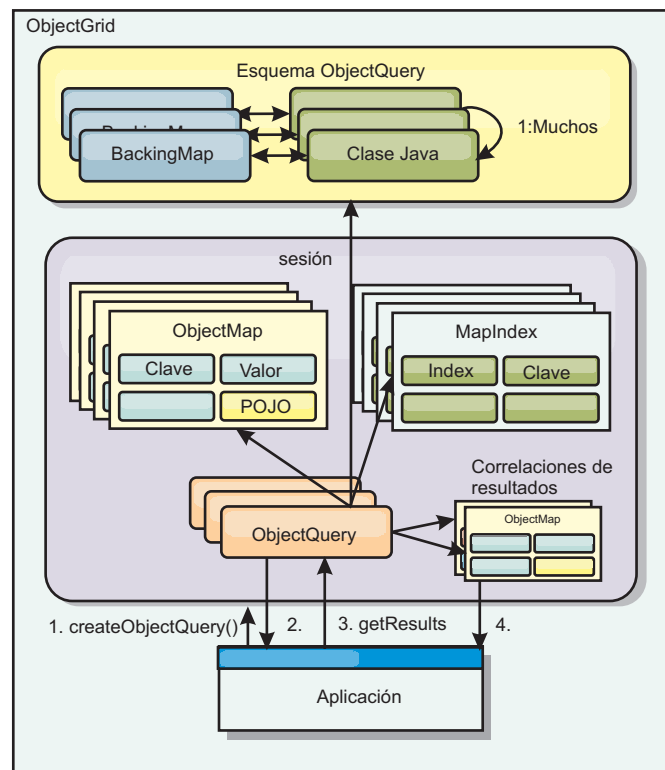 ObjectGrid
Esquema ObjectQuery
BackingMap
BackingMap
Clase Java
1:Muchos
sesión
ObjectMap
Clave
Valor
POJO
MapIndex
Index
Clave
Correlaciones de
resultados
ObjectMap
ObjectQuery
1. createObjectQuery()
2.
3. getResults
4.
Aplicación